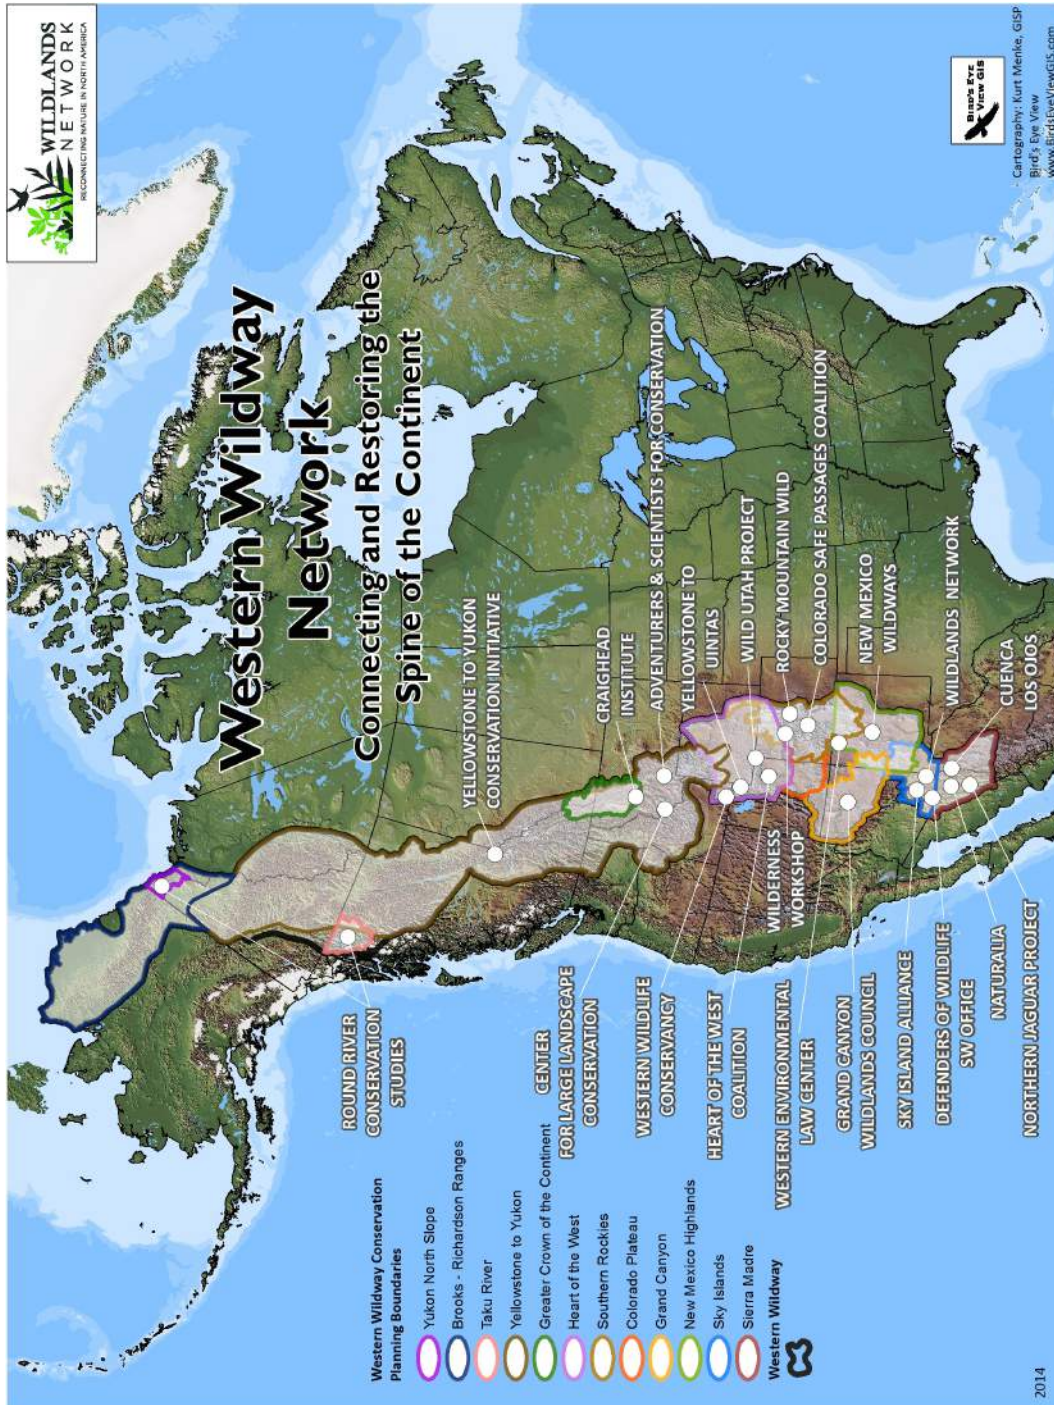 WILDLANDS
NETWORK
RECONNECTING NATURE IN NORTH AMERICA
Western Wildway
Network
Connecting and Restoring the
Spine of the Continent
YELLOWSTONE TO YUKON
CONSERVATION INITIATIVE
CRAIGHEAD
INSTITUTE
ADVENTURERS & SCIENTISTS FOR CONSERVATION
YELLOWSTONE TO
UINTAS
WILD UTAH PROJECT
ROCKY MOUNTAIN WILD
COLORADO SAFE PASSAGES COALITION
NEW MEXICO
WILDWAYS
WILDLANDS NETWORK
CUENCA
LOS OJOS
WILDERNESS
WORKSHOP
ROUND RIVER
CONSERVATION
STUDIES
CENTER
FOR LARGE LANDSCAPE
CONSERVATION
WESTERN WILDLIFE
CONSERVANCY
HEART OF THE WEST
COALITION
WESTERN ENVIRONMENTAL
LAW CENTER
GRAND CANYON
WILDLANDS COUNCIL
SKY ISLAND ALLIANCE
DEFENDERS OF WILDLIFE
SW OFFICE
NATURALIA
NORTHERN JAGUAR PROJECT
Western Wildway Conservation
Planning Boundaries
Yukon North Slope
Brooks - Richardson Ranges
Taku River
Yellowstone to Yukon
Greater Crown of the Continent
Heart of the West
Southern Rockies
Colorado Plateau
Grand Canyon
New Mexico Highlands
Sky Islands
Sierra Madre
Western Wildway
2014
BIRD'S EYE
VIEW GIS
Cartography: Kurt Menke, GISP
Bird's Eye View
www.BirdsEyeViewGIS.com